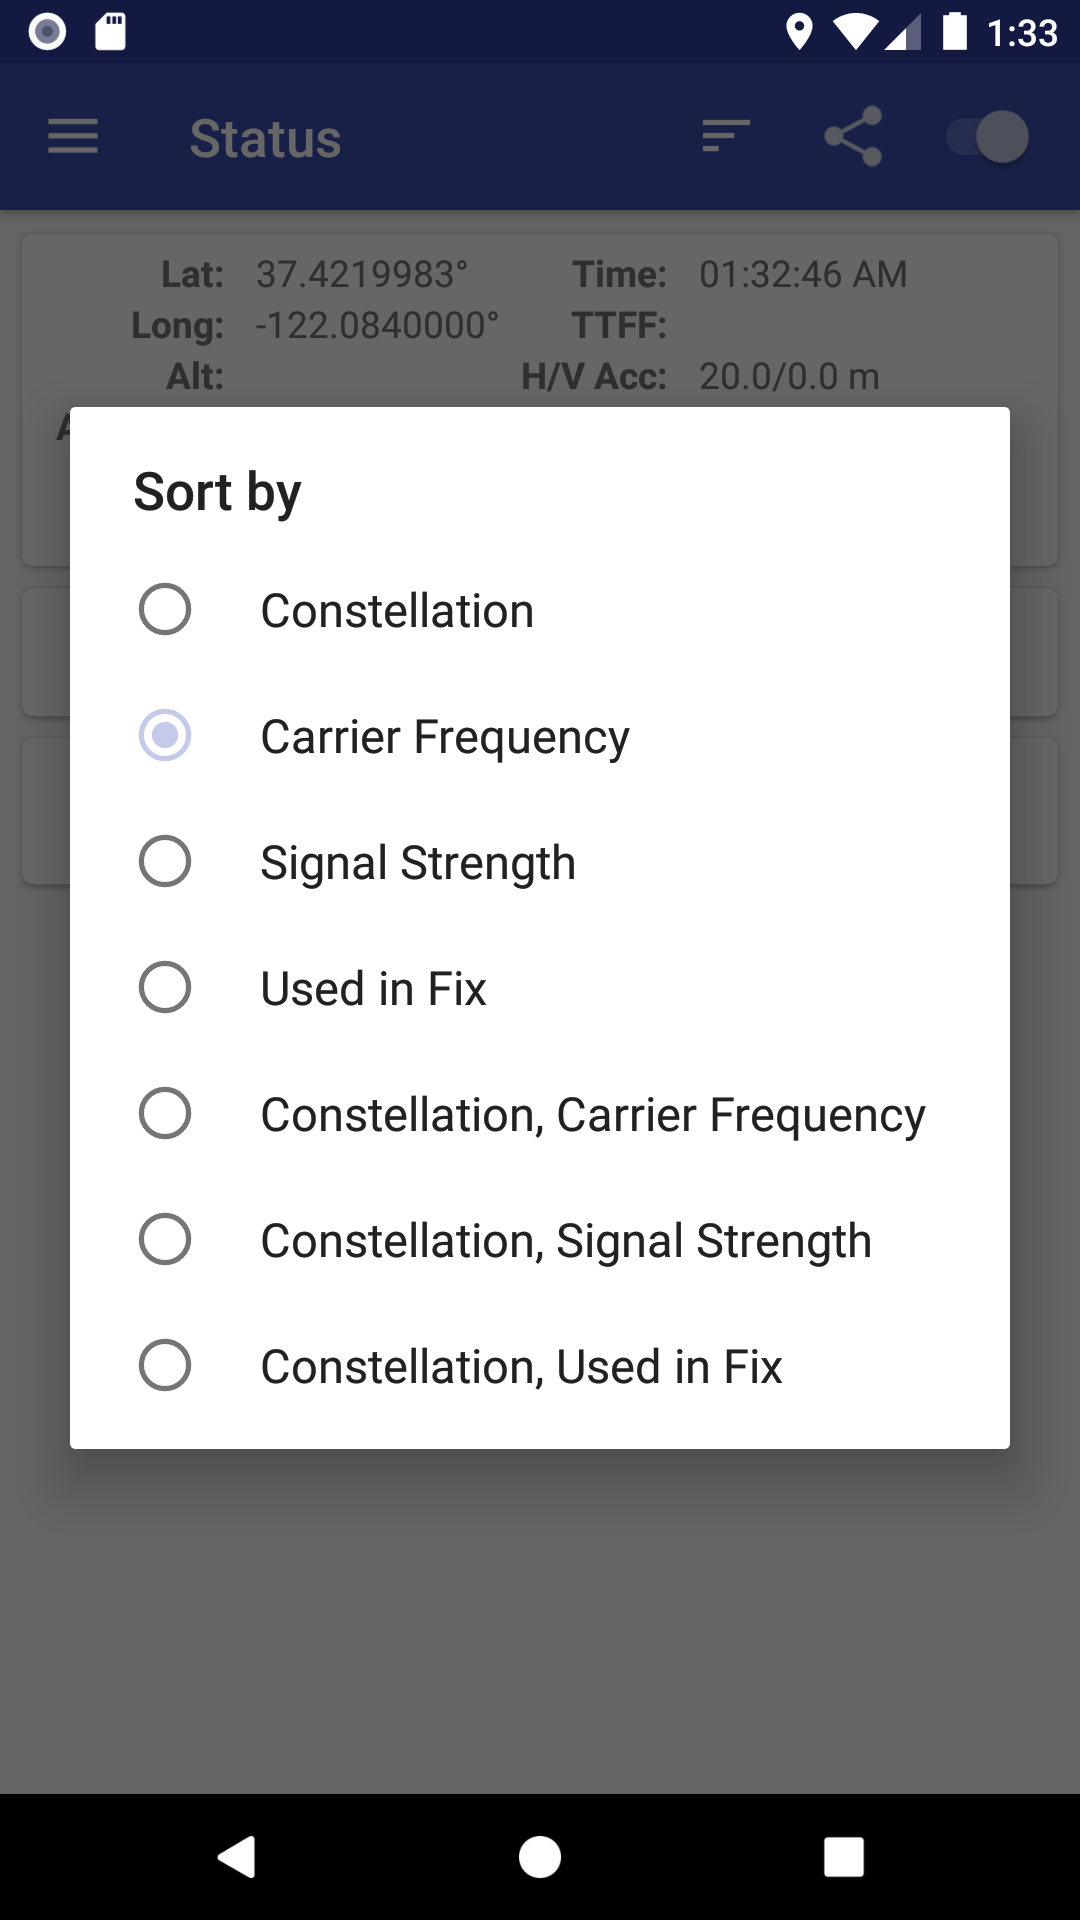 1:33
Status
Lat: 37.4219983° Time: 01:32:46 AM
Long: -122.0840000° TTFF:
Alt: H/V Acc: 20.0/0.0 m
Sort by
Constellation
Carrier Frequency
Signal Strength
Used in Fix
Constellation, Carrier Frequency
Constellation, Signal Strength
Constellation, Used in Fix